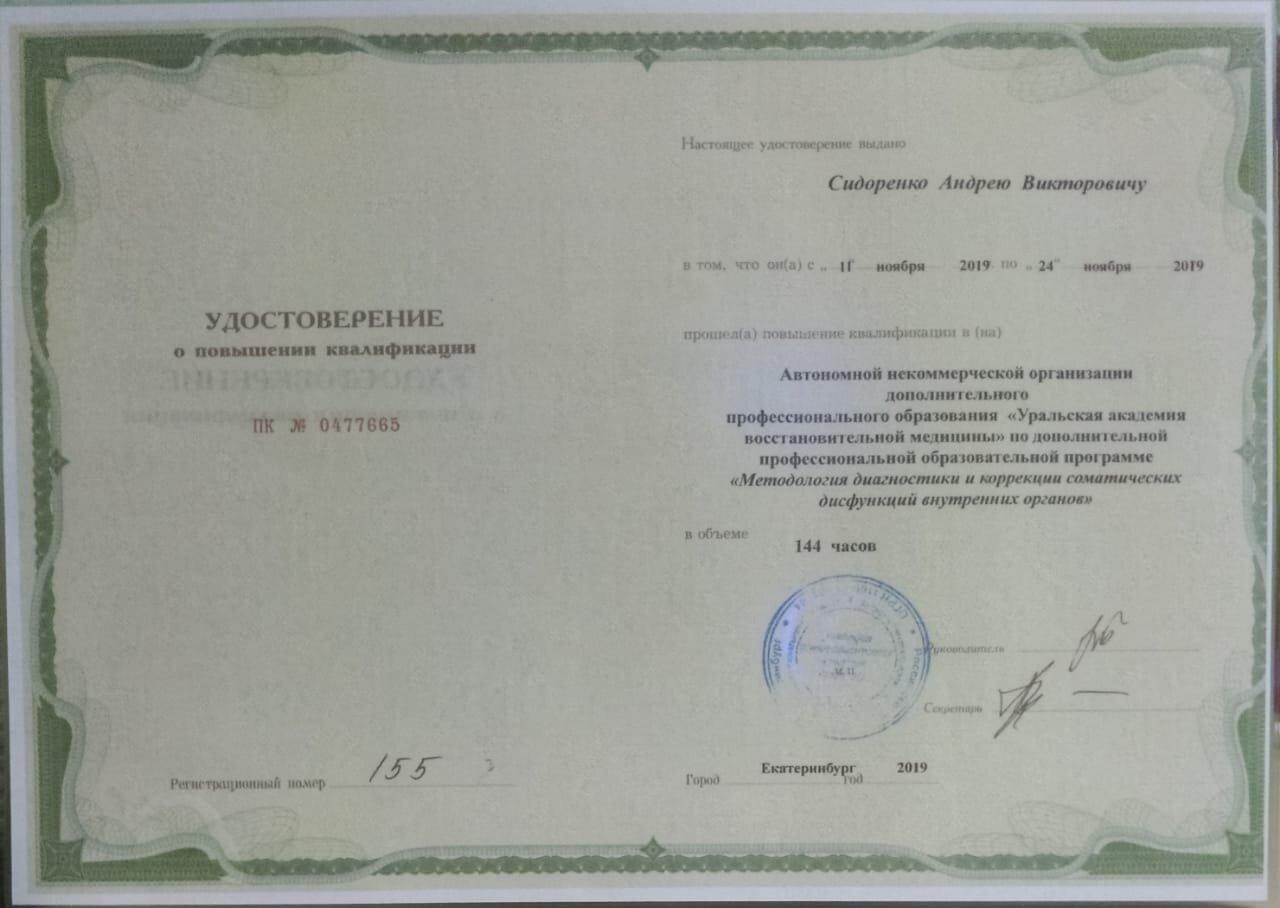 УДОСТОВЕРЕНИЕ
о повышении квалификации
ПК № 0477665
Регистрационный номер 155
Настоящее удостоверение выдано
Сидоренко Андрею Викторовичу
в том, что он(а) с „ 11“ ноября 2019 по „ 24“ ноября 2019
прошел(а) повышение квалификации в (на)
Автономной некоммерческой организации
дополнительного
профессионального образования «Уральская академия
восстановительной медицины» по дополнительной
профессиональной образовательной программе
«Методология диагностики и коррекции соматических
дисфункций внутренних органов»
в объеме
144 часов
М.П.
Руководитель
Секретарь
Город Екатеринбург год 2019